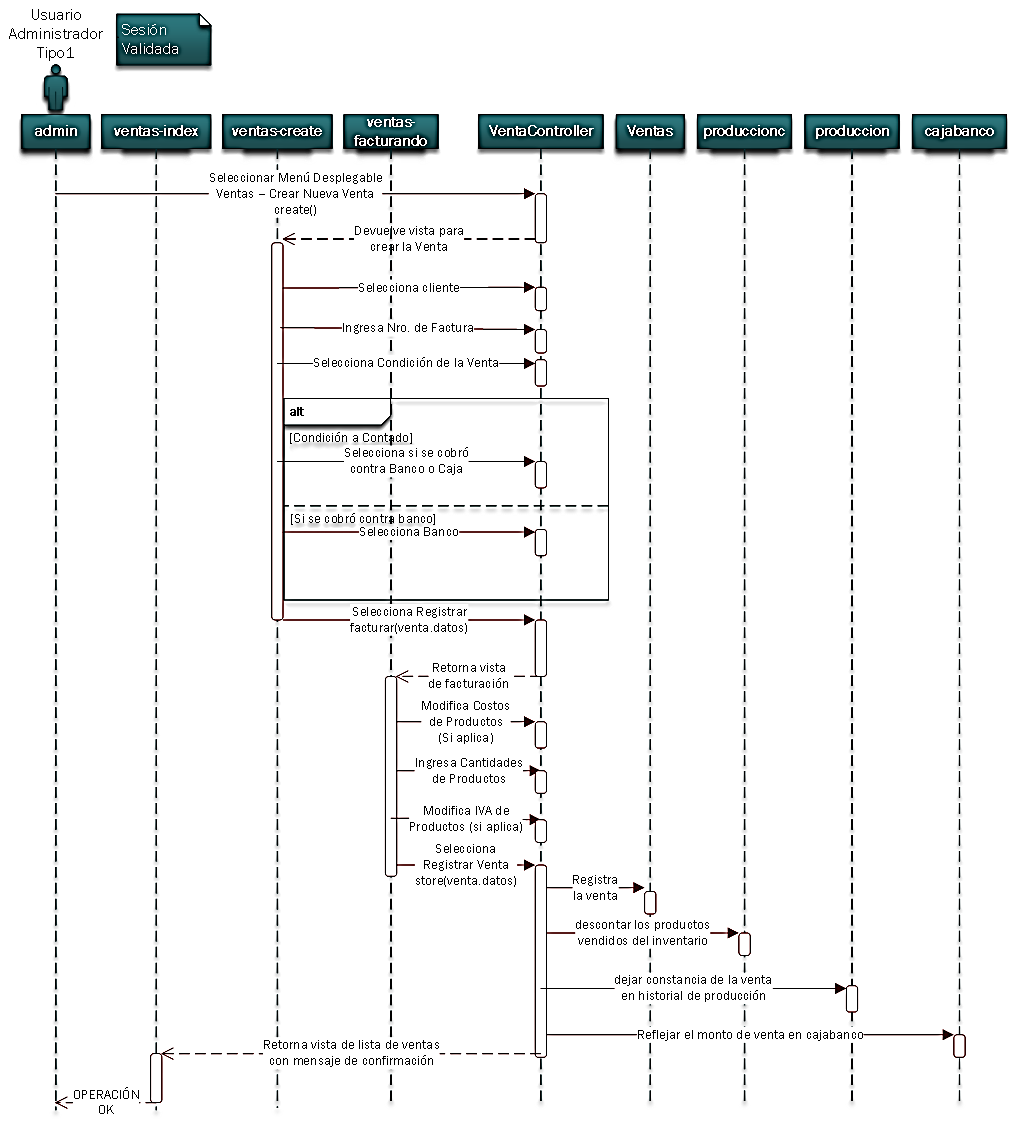 Usuario
Administrador
Tipo1
Sesión
Validada
admin
ventas-index
ventas-create
ventas-
facturando
VentaController
Ventas
produccionc
produccion
cajabanco
Seleccionar Menú Desplegable
Ventas – Crear Nueva Venta
create()
Devuelve vista para
crear la Venta
Selecciona cliente
Ingresa Nro. de Factura
Selecciona Condición de la Venta
alt
[Condición a Contado]
Selecciona si se cobró
contra Banco o Caja
[Si se cobró contra banco]
Selecciona Banco
Selecciona Registrar
facturar(venta.datos)
Retorna vista
de facturación
Modifica Costos
de Productos
(Si aplica)
Ingresa Cantidades
de Productos
Modifica IVA de
Productos (si aplica)
Selecciona
Registrar Venta
store(venta.datos)
Registra
la venta
descontar los productos
vendidos del inventario
dejar constancia de la venta
en historial de producción
Reflejar el monto de venta en cajabanco
Retorna vista de lista de ventas
con mensaje de confirmación
OPERACIÓN
OK